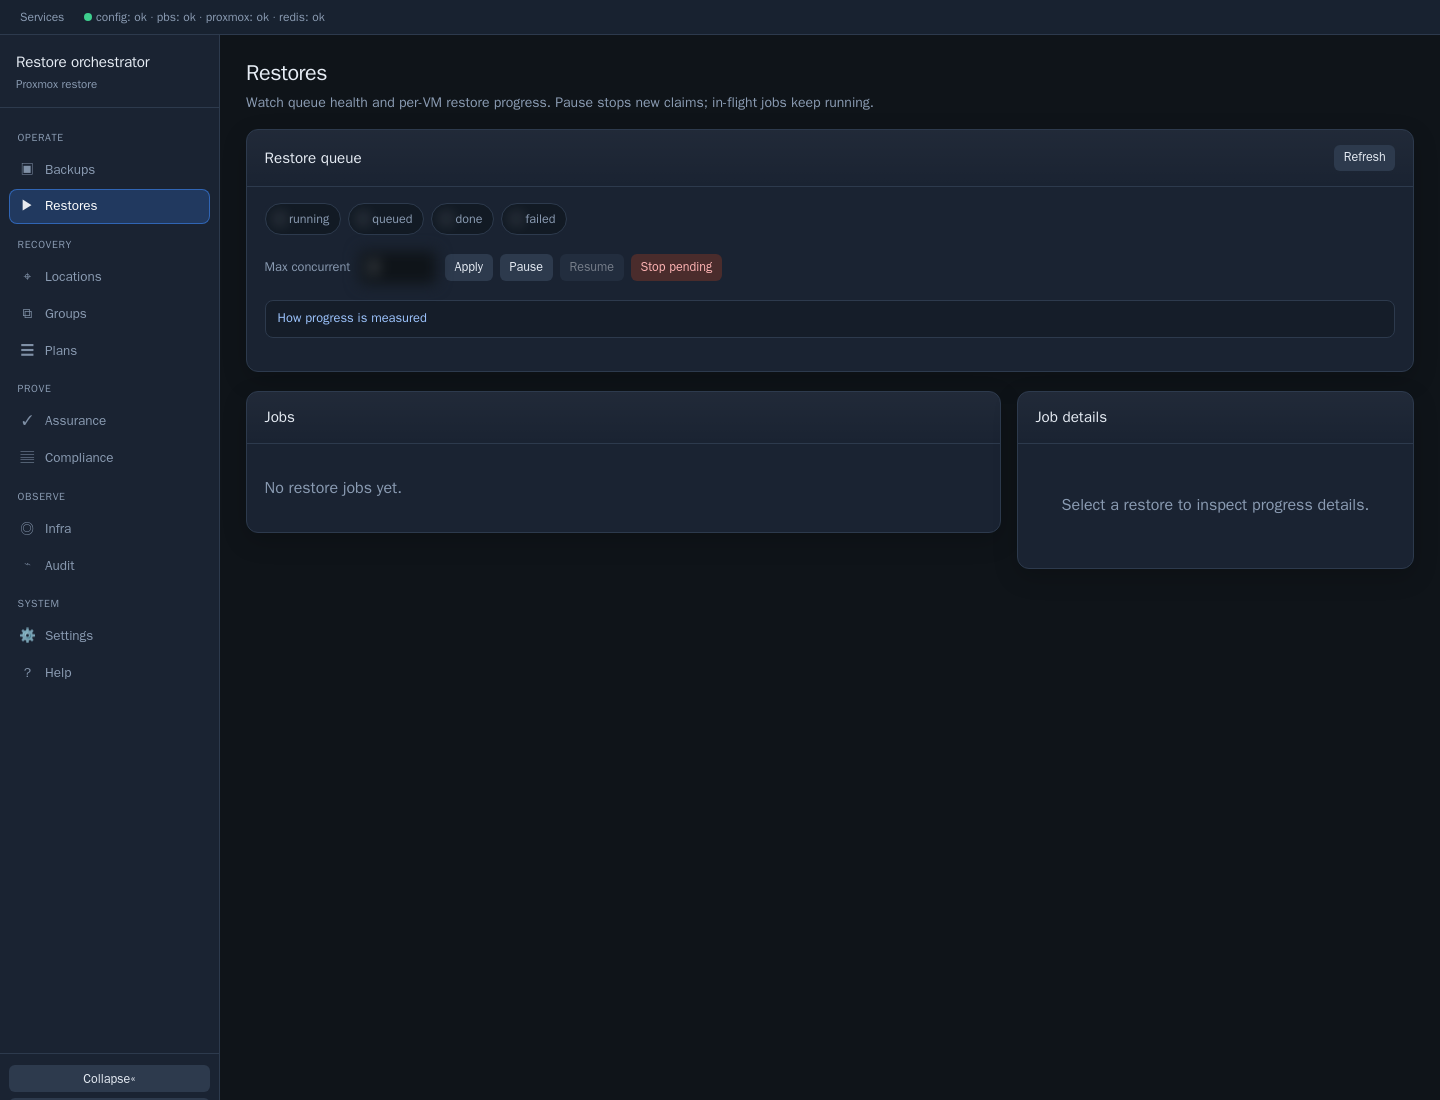 Services config: ok · pbs: ok · proxmox: ok · redis: ok
Restore orchestrator
Proxmox restore
OPERATE
Backups
Restores
RECOVERY
Locations
Groups
Plans
PROVE
Assurance
Compliance
OBSERVE
Infra
Audit
SYSTEM
Settings
? Help
Collapse«
Restores
Watch queue health and per-VM restore progress. Pause stops new claims; in-flight jobs keep running.
Restore queue Refresh
running queued done failed
Max concurrent Apply Pause Resume Stop pending
How progress is measured
Jobs
No restore jobs yet.
Job details
Select a restore to inspect progress details.